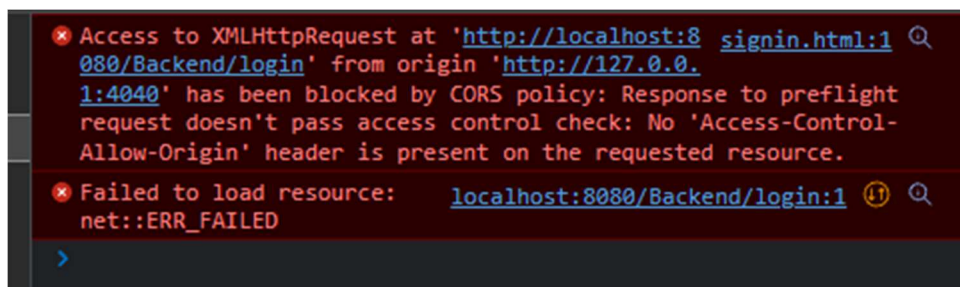 Access to XMLHttpRequest at 'http://localhost:8 signin.html:1
080/Backend/login' from origin 'http://127.0.0.
1:4040' has been blocked by CORS policy: Response to preflight
request doesn't pass access control check: No 'Access-Control-
Allow-Origin' header is present on the requested resource.
Failed to load resource: localhost:8080/Backend/login:1
net::ERR_FAILED